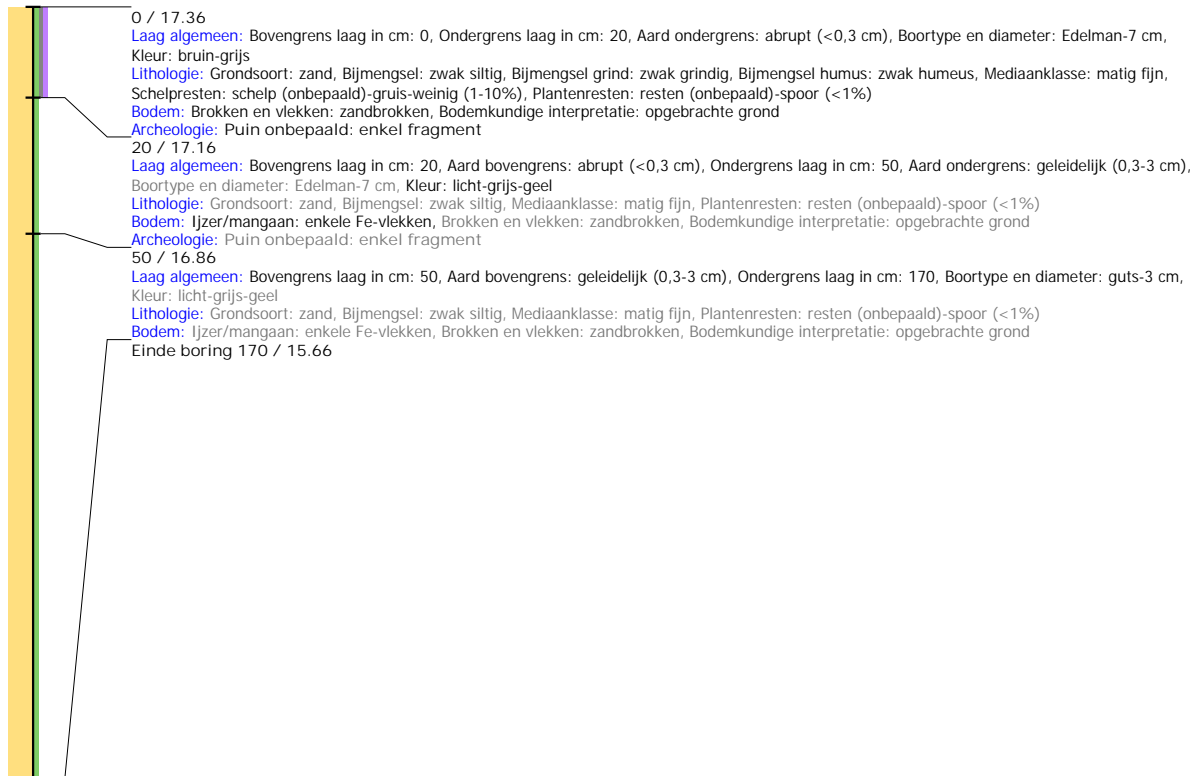 0 / 17.36
Laag algemeen: Bovengrens laag in cm: 0, Ondergrens laag in cm: 20, Aard ondergrens: abrupt (<0,3 cm), Boortype en diameter: Edelman-7 cm,
Kleur: bruin-grijs
Lithologie: Grondsoort: zand, Bijmengsel: zwak siltig, Bijmengsel grind: zwak grindig, Bijmengsel humus: zwak humeus, Mediaanklasse: matig fijn,
Schelpresten: schelp (onbepaald)-gruis-weinig (1-10%), Plantenresten: resten (onbepaald)-spoor (<1%)
Bodem: Brokken en vlekken: zandbrokken, Bodemkundige interpretatie: opgebrachte grond
Archeologie: Puin onbepaald: enkel fragment
20 / 17.16
Laag algemeen: Bovengrens laag in cm: 20, Aard bovengrens: abrupt (<0,3 cm), Ondergrens laag in cm: 50, Aard ondergrens: geleidelijk (0,3-3 cm),
Boortype en diameter: Edelman-7 cm, Kleur: licht-grijs-geel
Lithologie: Grondsoort: zand, Bijmengsel: zwak siltig, Mediaanklasse: matig fijn, Plantenresten: resten (onbepaald)-spoor (<1%)
Bodem: Ijzer/mangaan: enkele Fe-vlekken, Brokken en vlekken: zandbrokken, Bodemkundige interpretatie: opgebrachte grond
Archeologie: Puin onbepaald: enkel fragment
50 / 16.86
Laag algemeen: Bovengrens laag in cm: 50, Aard bovengrens: geleidelijk (0,3-3 cm), Ondergrens laag in cm: 170, Boortype en diameter: guts-3 cm,
Kleur: licht-grijs-geel
Lithologie: Grondsoort: zand, Bijmengsel: zwak siltig, Mediaanklasse: matig fijn, Plantenresten: resten (onbepaald)-spoor (<1%)
Bodem: Ijzer/mangaan: enkele Fe-vlekken, Brokken en vlekken: zandbrokken, Bodemkundige interpretatie: opgebrachte grond
Einde boring 170 / 15.66